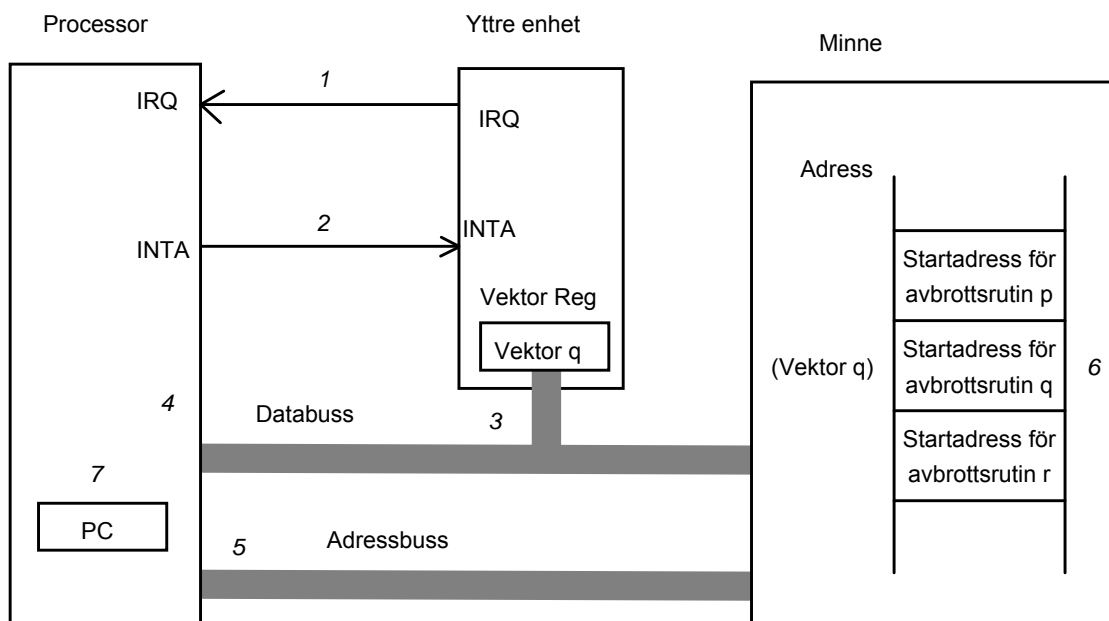 Processor
Yttre enhet
Minne
1
IRQ
IRQ
Adress
2
INTA
INTA
Startadress för
avbrottsrutin p
Vektor Reg
Vektor q
(Vektor q)
Startadress för
avbrottsrutin q
6
4
Databuss
3
Startadress för
avbrottsrutin r
7
PC
5
Adressbuss